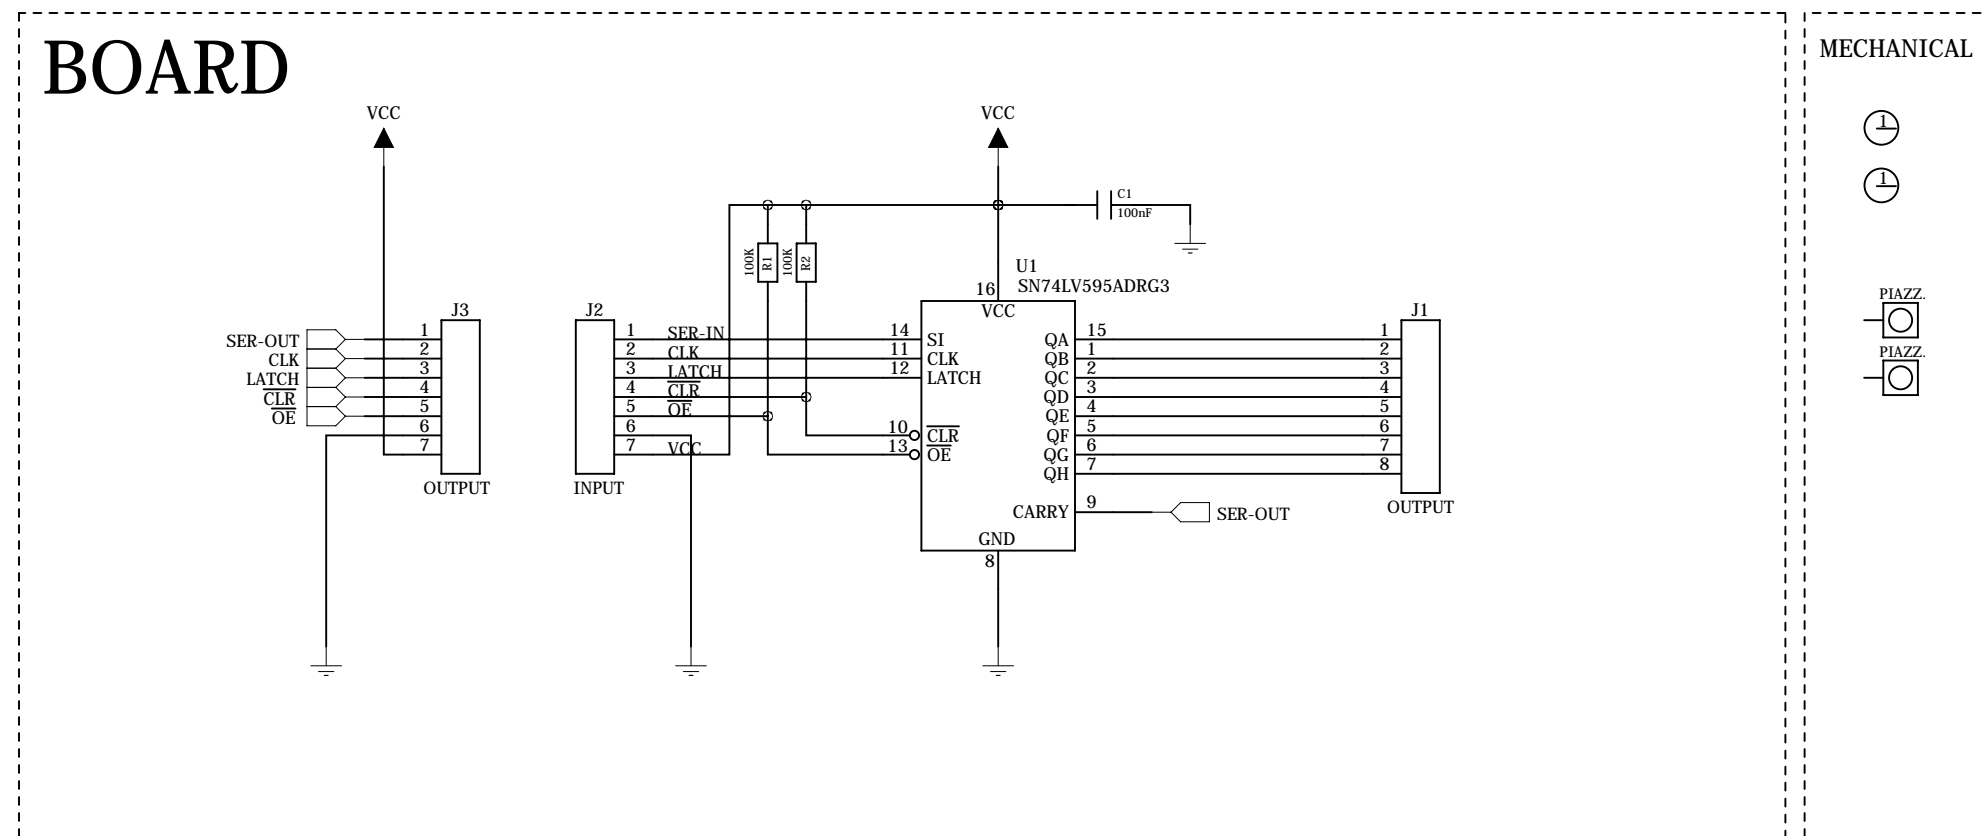 BOARD
MECHANICAL
VCC
VCC
1
1
C1
100nF
100K
R1
100K
R2
U1
SN74LV595ADRG3
16
VCC
PIAZZ.
PIAZZ.
J3
SER-OUT 1
CLK 2
LATCH 3
CLR 4
OE 5
6
7
OUTPUT
J2
1 SER-IN
2 CLK
3 LATCH
4 CLR
5 OE
6
7 VCC
INPUT
14 SI
11 CLK
12 LATCH
10 CLR
13 OE
QA 15
QB 1
QC 2
QD 3
QE 4
QF 5
QG 6
QH 7
CARRY 9
SER-OUT
GND
8
J1
1
2
3
4
5
6
7
8
OUTPUT